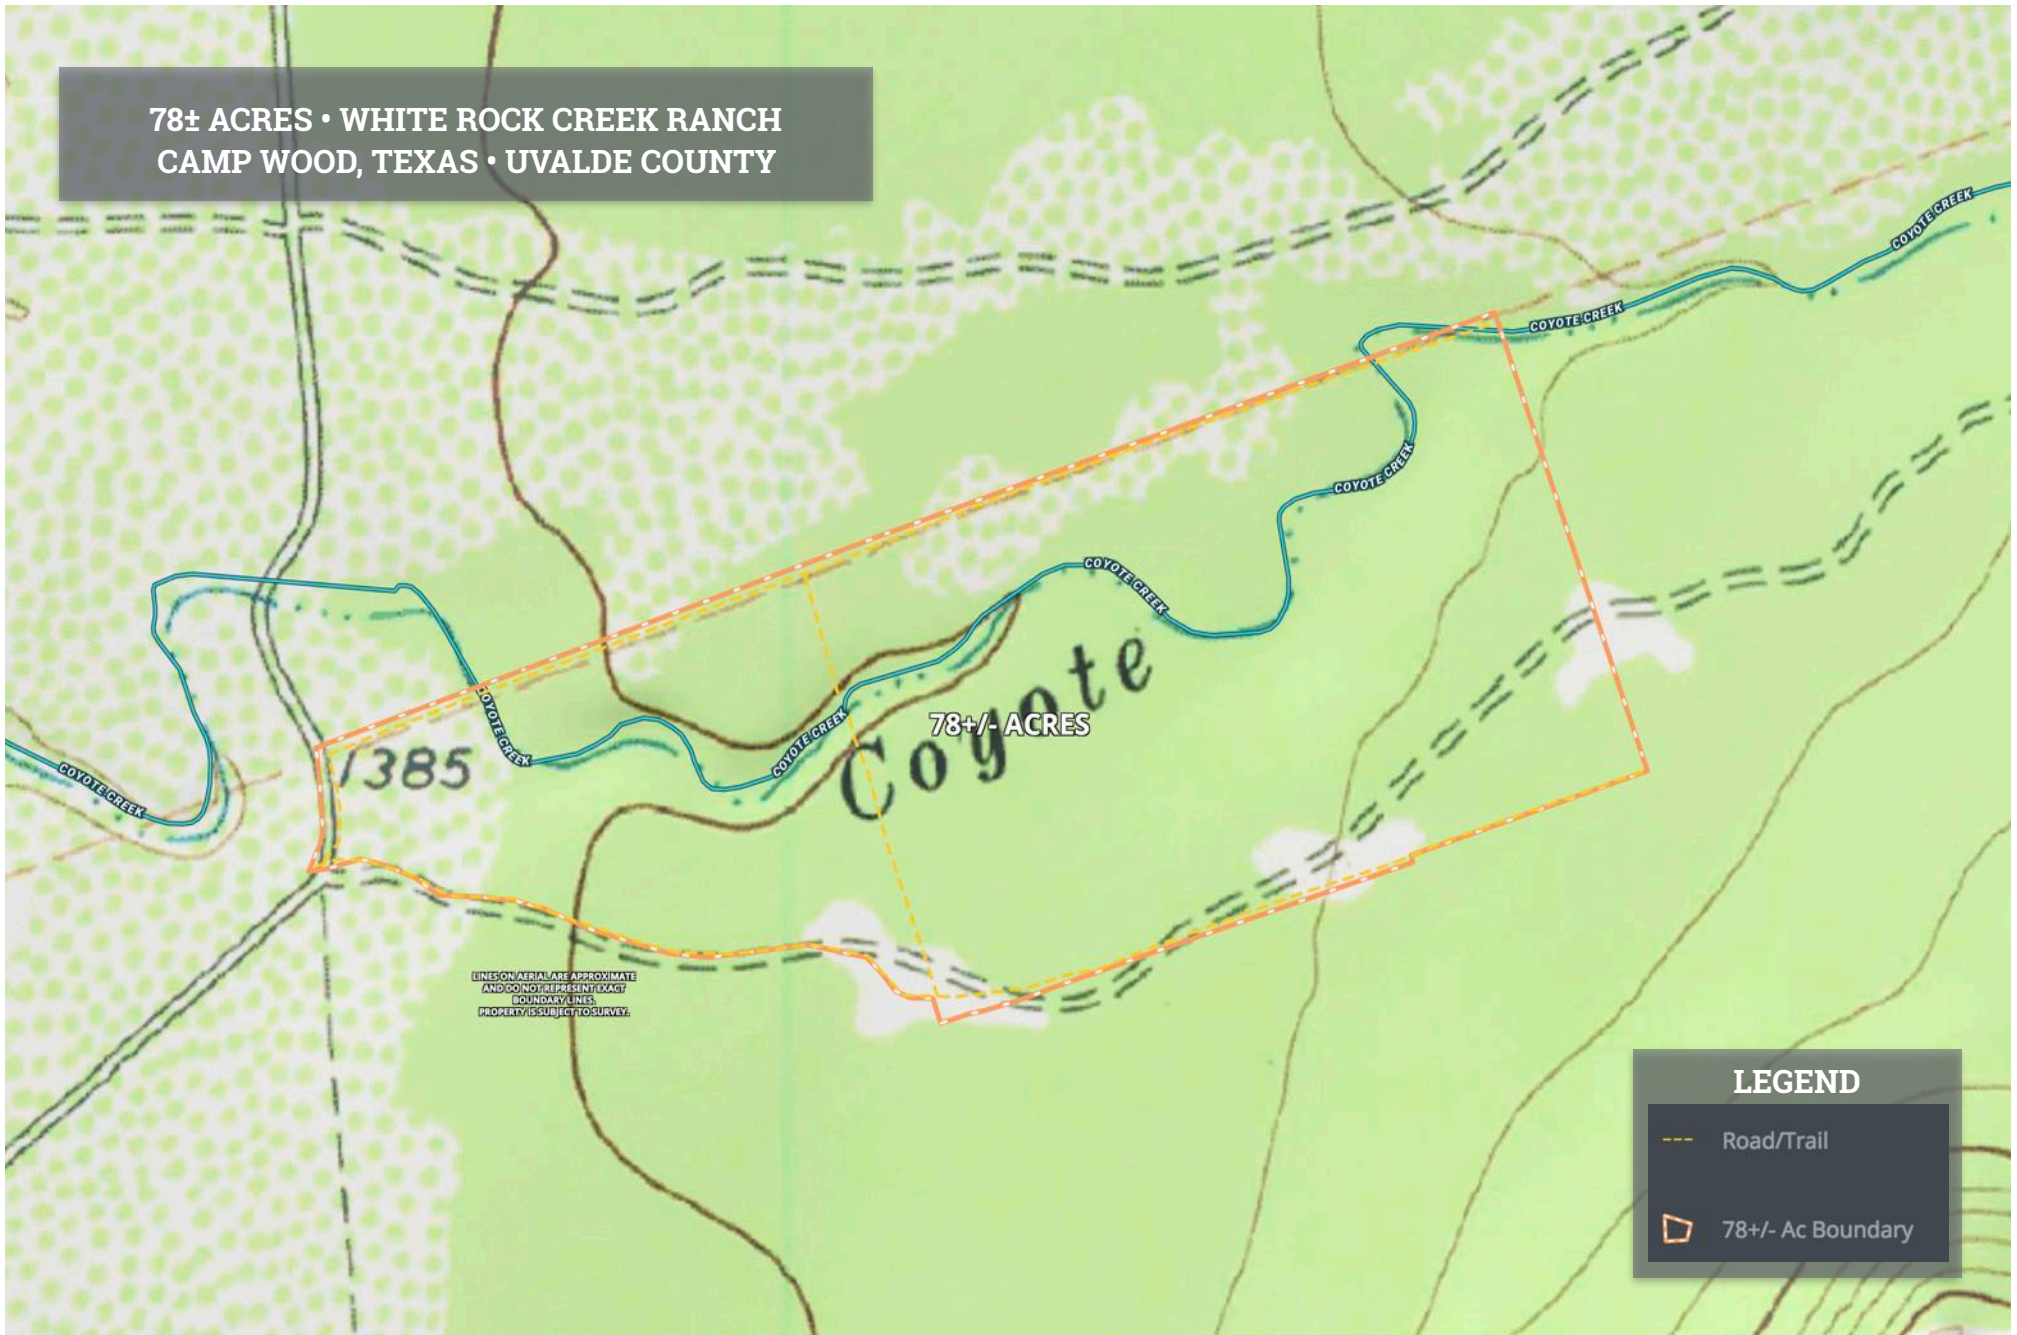 78± ACRES • WHITE ROCK CREEK RANCH
CAMP WOOD, TEXAS • UVALDE COUNTY
COYOTE CREEK
COYOTE CREEK
COYOTE CREEK
COYOTE CREEK
COYOTE CREEK
Coyote
78+/- ACRES
COYOTE CREEK
COYOTE CREEK
1385
COYOTE CREEK
LINES ON AERIAL ARE APPROXIMATE
AND DO NOT REPRESENT EXACT
BOUNDARY LINES.
PROPERTY IS SUBJECT TO SURVEY.
LEGEND
Road/Trail
78+/- Ac Boundary